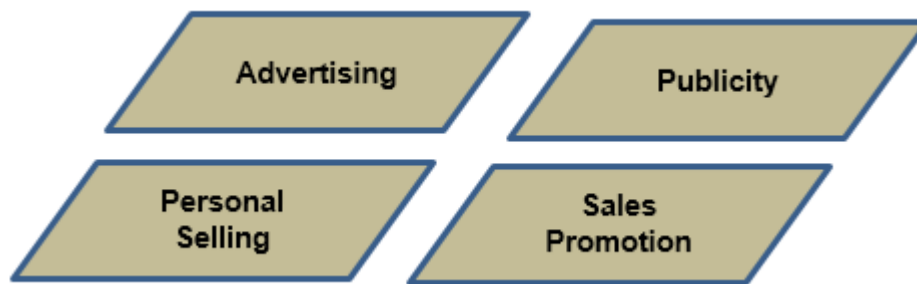 Advertising
Publicity
Personal
Selling
Sales
Promotion